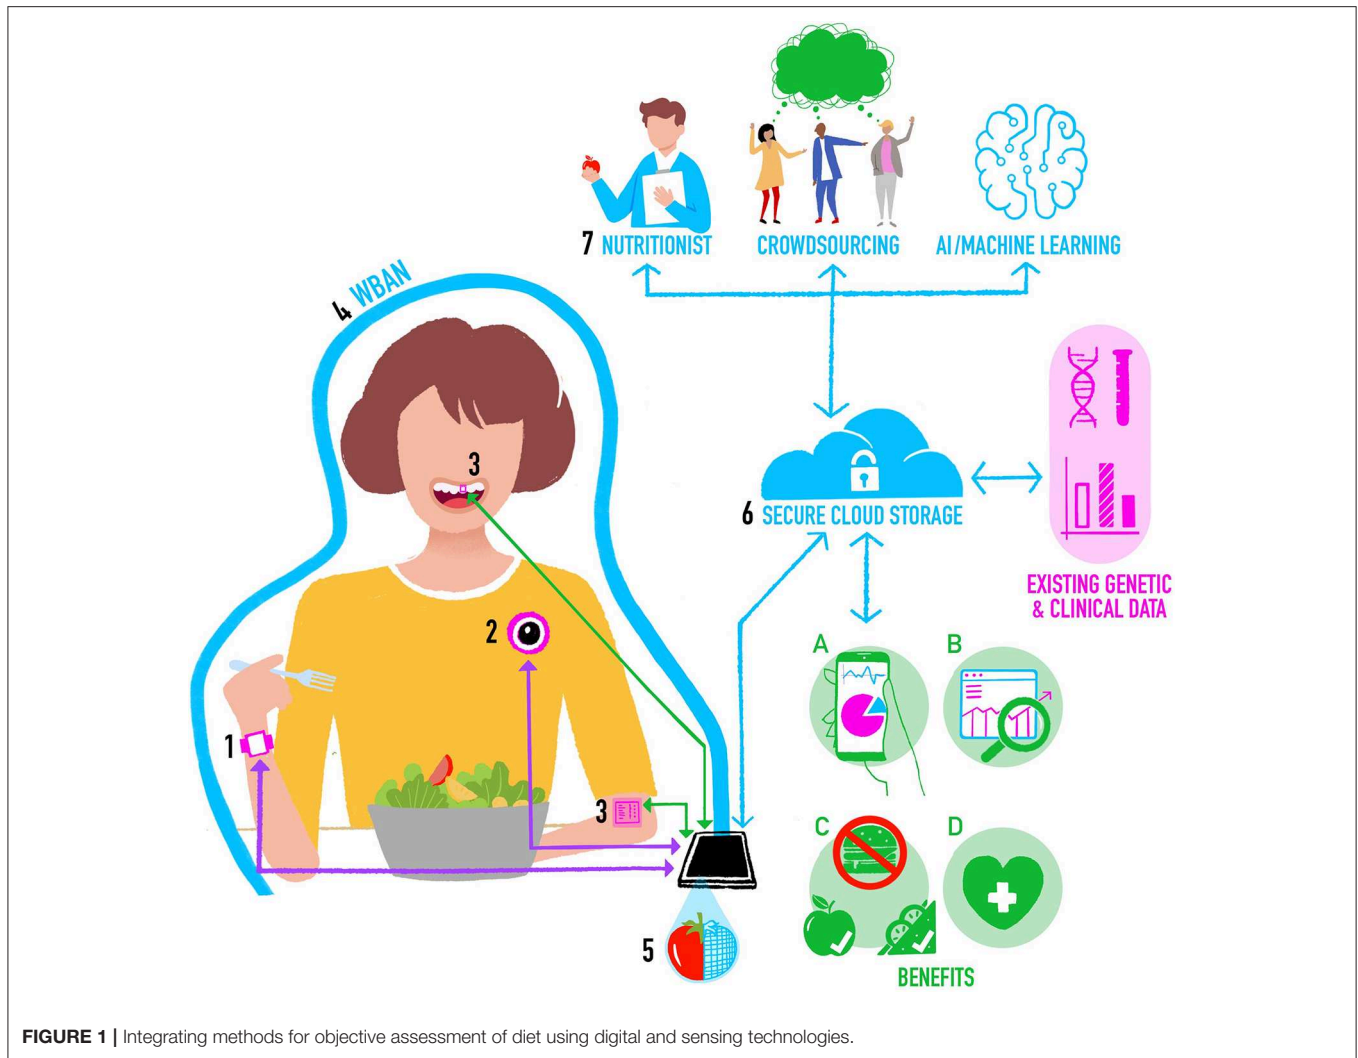 7 NUTRITIONIST
CROWDSOURCING
AI/MACHINE LEARNING
4 WBAN
3
6 SECURE CLOUD STORAGE
EXISTING GENETIC
& CLINICAL DATA
2
A
B
1
3
C
D
5
BENEFITS
FIGURE 1 | Integrating methods for objective assessment of diet using digital and sensing technologies.